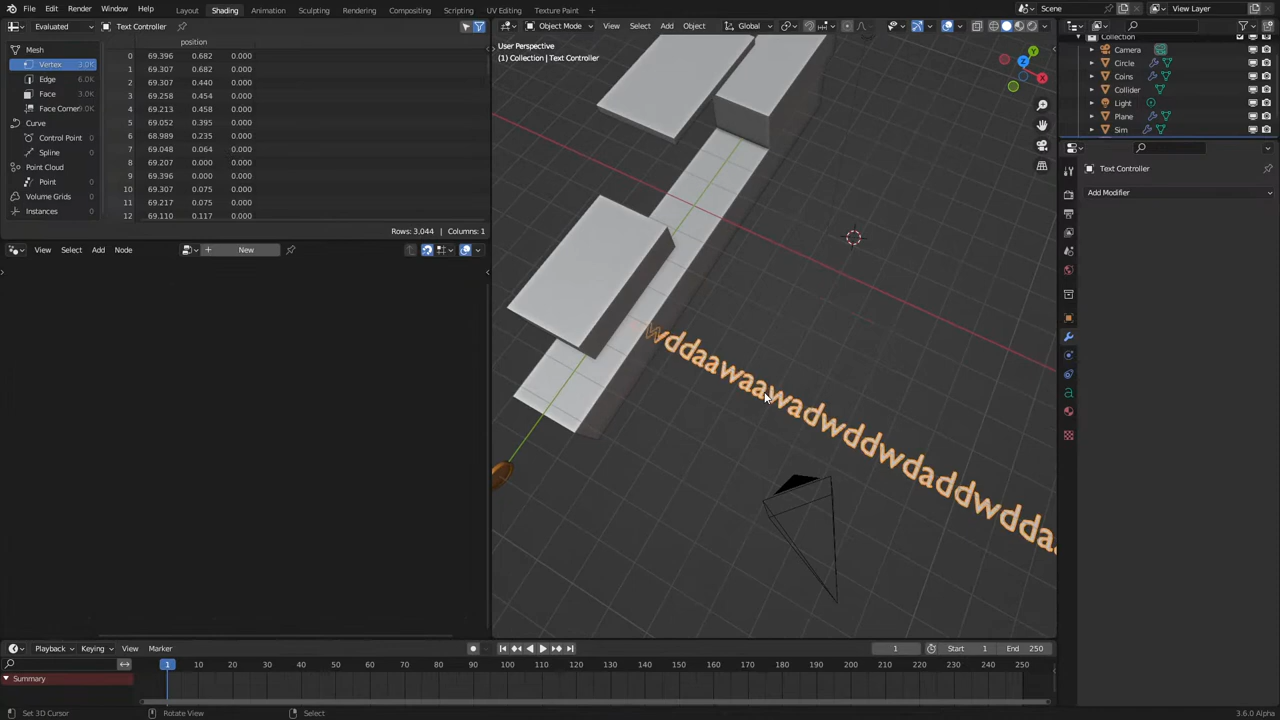 File Edit Render Window Help Layout Shading Animation Sculpting Rendering Compositing Scripting UV Editing Texture Paint Scene View Layer
Evaluated Text Controller
Object Mode View Select Add Object Global
position
Mesh
Vertex 3.0K
Edge 6.0K
Face 3.0K
Face Corner
Curve
Control Point 0
Spline 0
Point Cloud
Point 0
Volume Grids 0
Instances 0
0 69.396 0.682 0.000
1 69.307 0.682 0.000
2 69.307 0.440 0.000
3 69.258 0.454 0.000
4 69.213 0.458 0.000
5 69.052 0.395 0.000
6 68.989 0.235 0.000
7 69.048 0.064 0.000
8 69.207 0.000 0.000
9 69.396 0.000 0.000
10 69.307 0.075 0.000
11 69.217 0.075 0.000
12 69.110 0.117 0.000
Rows: 3,044 | Columns: 1
View Select Add Node New
User Perspective
(1) Collection | Text Controller
Z
Y
X
wddaawaawadwddwdaddwdda
Collection
Camera
Circle
Coins
Collider
Light
Plane
Sim
Text Controller
Add Modifier
Playback Keying View Marker 1 Start 1 End 250
1 10 20 30 40 50 60 70 80 90 100 110 120 130 140 150 160 170 180 190 200 210 220 230 240 250
Summary
Set 3D Cursor Rotate View Select 3.6.0 Alpha